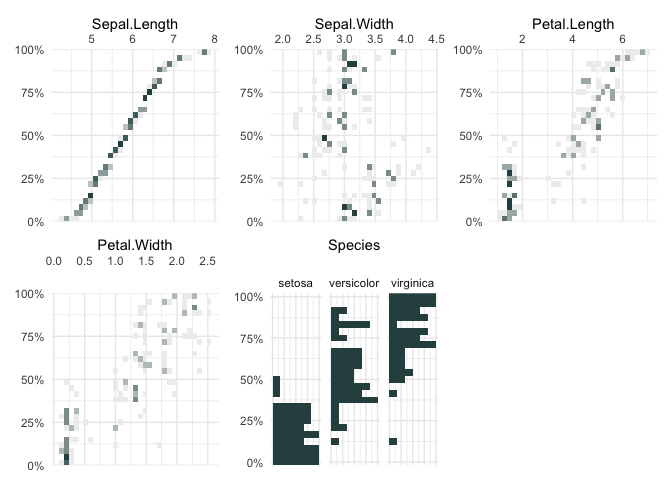 Sepal.Length
5 6 7 8
100%
75%
50%
25%
0%
Sepal.Width
2.0 2.5 3.0 3.5 4.0 4.5
100%
75%
50%
25%
0%
Petal.Length
2 4 6
100%
75%
50%
25%
0%
Petal.Width
0.0 0.5 1.0 1.5 2.0 2.5
100%
75%
50%
25%
0%
Species
setosa versicolor virginica
100%
75%
50%
25%
0%